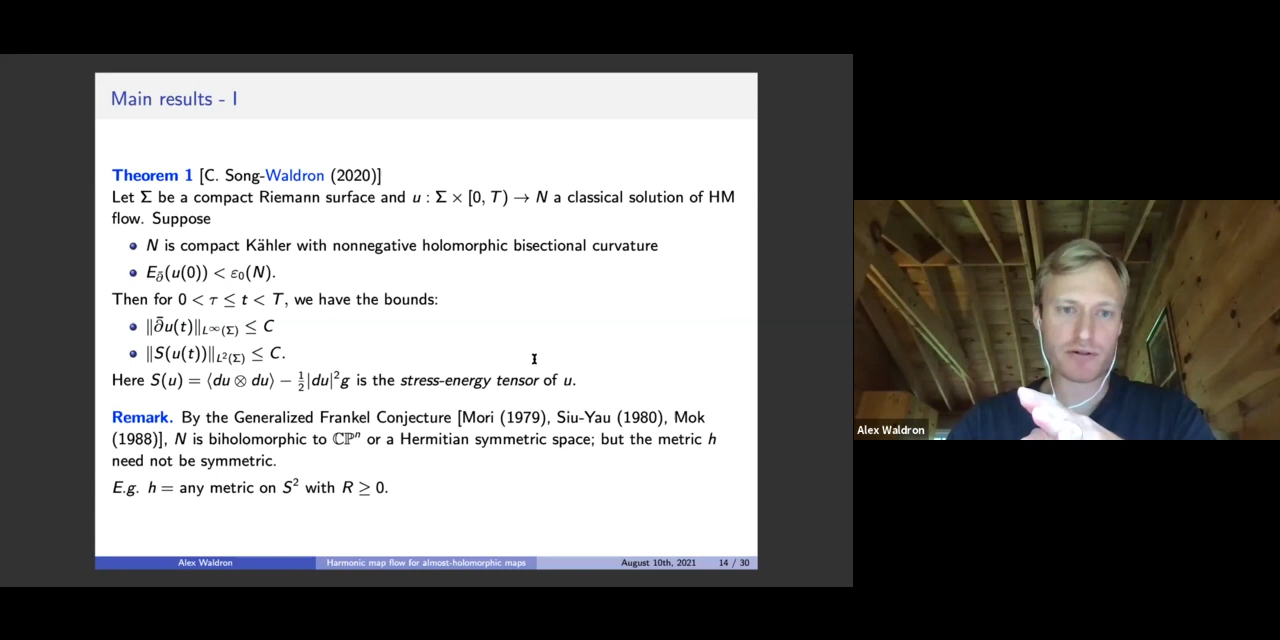 Main results - I
Theorem 1 [C. Song-Waldron (2020)]
Let Σ be a compact Riemann surface and u : Σ × [0, T) → N a classical solution of HM
flow. Suppose
• N is compact Kähler with nonnegative holomorphic bisectional curvature
• E_∂̄(u(0)) < ε₀(N).
Then for 0 < τ ≤ t < T, we have the bounds:
• ‖∂̄u(t)‖_{L^∞(Σ)} ≤ C
• ‖S(u(t))‖_{L²(Σ)} ≤ C.
Here S(u) = ⟨du ⊗ du⟩ − ½|du|²g is the stress-energy tensor of u.
Remark. By the Generalized Frankel Conjecture [Mori (1979), Siu-Yau (1980), Mok
(1988)], N is biholomorphic to ℂℙⁿ or a Hermitian symmetric space; but the metric h
need not be symmetric.
E.g. h = any metric on S² with R ≥ 0.
Alex Waldron Harmonic map flow for almost-holomorphic maps August 10th, 2021 14 / 30
Alex Waldron